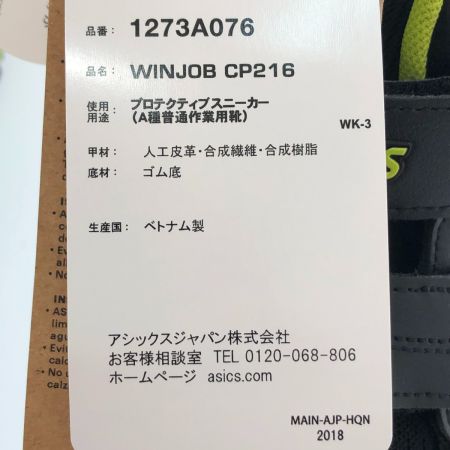 品番： 1273A076
品名： WINJOB CP216
使用用途： プロテクティブスニーカー
（A種普通作業用靴）
WK-3
甲材： 人工皮革・合成繊維・合成樹脂
底材： ゴム底
生産国： ベトナム製
アシックスジャパン株式会社
お客様相談室 TEL 0120-068-806
ホームページ asics.com
MAIN-AJP-HQN
2018